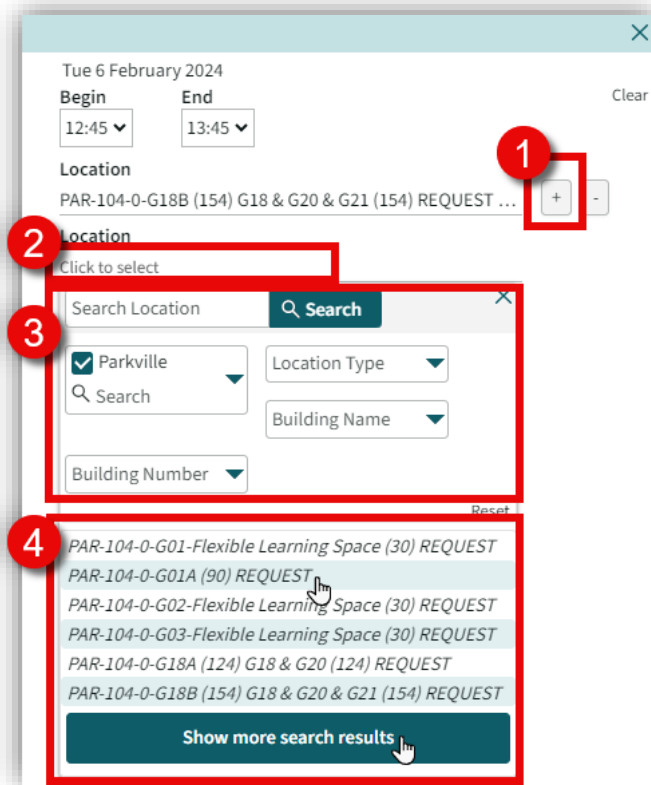 Tue 6 February 2024
Begin End
Clear
12:45 13:45
1
Location
PAR-104-0-G18B (154) G18 & G20 & G21 (154) REQUEST ... + -
2
Location
Click to select
3
Search Location Search
Parkville Location Type
Search
Building Name
Building Number
Reset
4
PAR-104-0-G01-Flexible Learning Space (30) REQUEST
PAR-104-0-G01A (90) REQUEST
PAR-104-0-G02-Flexible Learning Space (30) REQUEST
PAR-104-0-G03-Flexible Learning Space (30) REQUEST
PAR-104-0-G18A (124) G18 & G20 (124) REQUEST
PAR-104-0-G18B (154) G18 & G20 & G21 (154) REQUEST
Show more search results